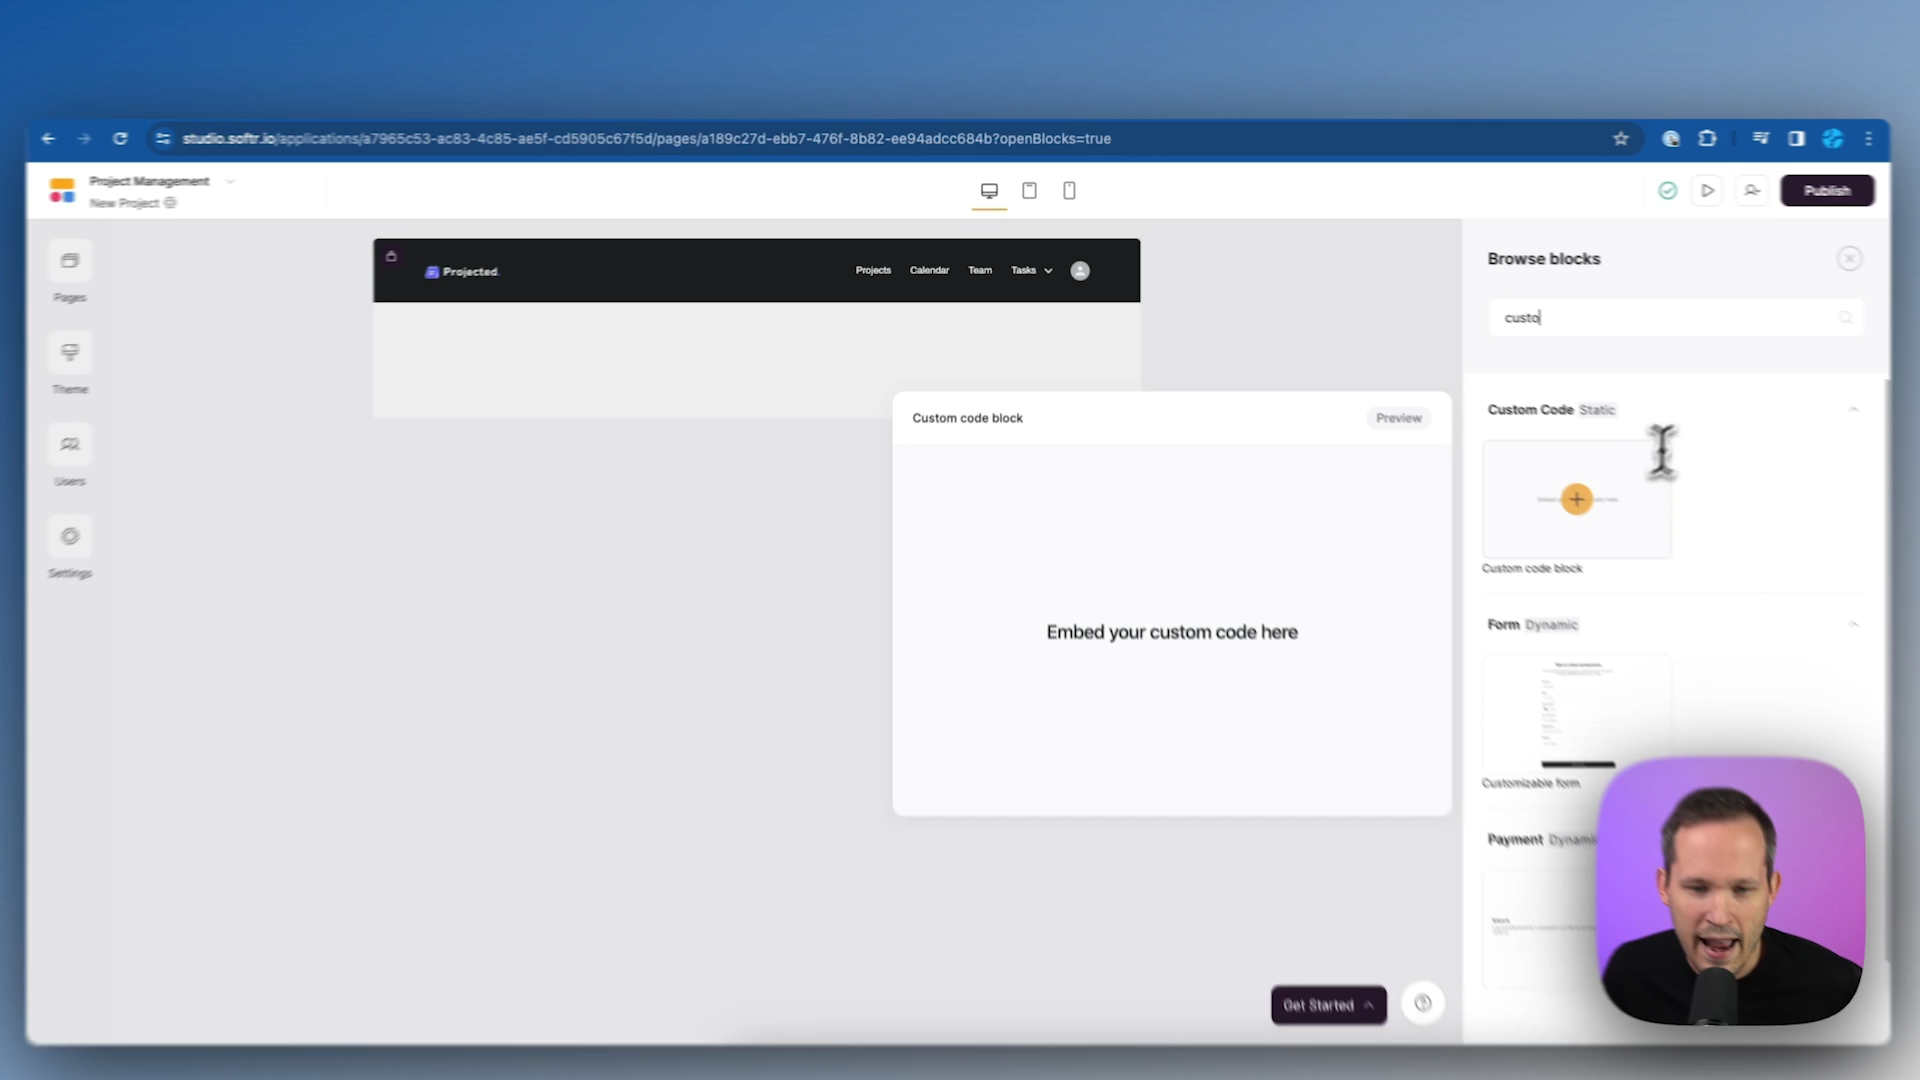 studio.softr.io/applications/a7965c53-ac83-4c85-ae5f-cd5905c67f5d/pages/a189c27d-ebb7-476f-8b82-ee94adcc684b?openBlocks=true
Project Management
New Project
Publish
Pages
Theme
Users
Settings
Projected
Projects Calendar Team Tasks
Browse blocks
custo
Custom code block
Preview
Embed your custom code here
Custom Code Static
Custom code block
Form Dynamic
Customizable form
Payment Dynamic
Get Started